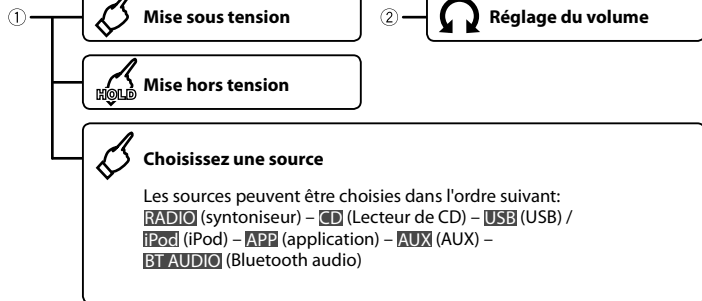 ① Mise sous tension
② Réglage du volume
HOLD Mise hors tension
Choisissez une source
Les sources peuvent être choisies dans l'ordre suivant:
RADIO (syntoniseur) – CD (Lecteur de CD) – USB (USB) /
iPod (iPod) – APP (application) – AUX (AUX) –
BT AUDIO (Bluetooth audio)